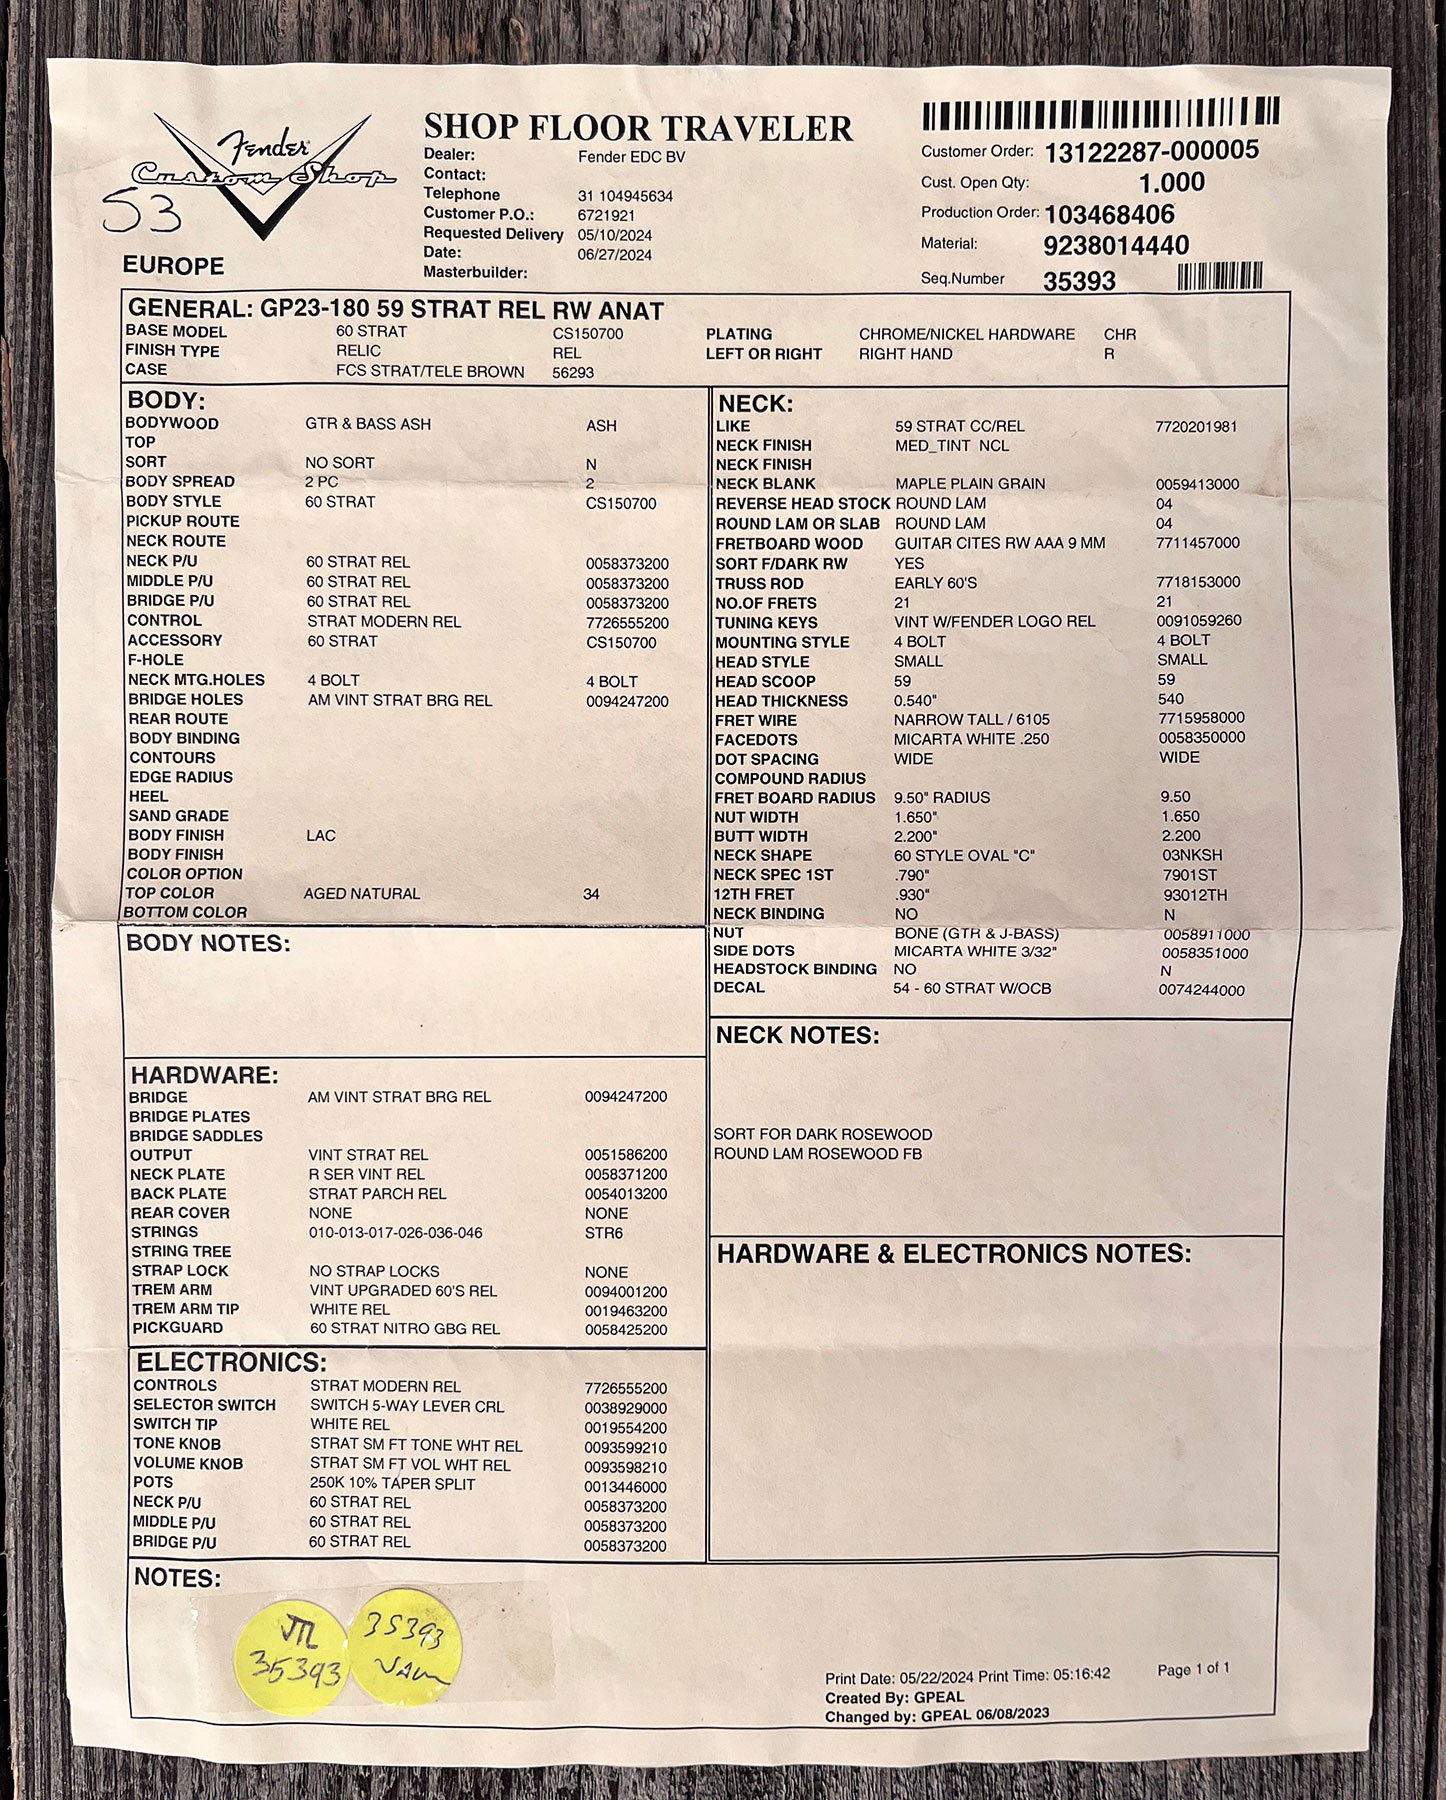 Fender
Custom Shop
53
EUROPE
SHOP FLOOR TRAVELER
Dealer: Fender EDC BV
Contact:
Telephone 31 104945634
Customer P.O.: 6721921
Requested Delivery 05/10/2024
Date: 06/27/2024
Masterbuilder:
Customer Order: 13122287-000005
Cust. Open Qty: 1.000
Production Order: 103468406
Material: 9238014440
Seq.Number 35393
GENERAL: GP23-180 59 STRAT REL RW ANAT
BASE MODEL 60 STRAT CS150700
FINISH TYPE RELIC REL
CASE FCS STRAT/TELE BROWN 56293
PLATING CHROME/NICKEL HARDWARE CHR
LEFT OR RIGHT RIGHT HAND R
BODY:
BODYWOOD GTR & BASS ASH ASH
TOP
SORT NO SORT N
BODY SPREAD 2 PC 2
BODY STYLE 60 STRAT CS150700
PICKUP ROUTE
NECK ROUTE
NECK P/U 60 STRAT REL 0058373200
MIDDLE P/U 60 STRAT REL 0058373200
BRIDGE P/U 60 STRAT REL 0058373200
CONTROL STRAT MODERN REL 7726555200
ACCESSORY 60 STRAT CS150700
F-HOLE
NECK MTG.HOLES 4 BOLT 4 BOLT
BRIDGE HOLES AM VINT STRAT BRG REL 0094247200
REAR ROUTE
BODY BINDING
CONTOURS
EDGE RADIUS
HEEL
SAND GRADE
BODY FINISH LAC
BODY FINISH
COLOR OPTION
TOP COLOR AGED NATURAL 34
BOTTOM COLOR
BODY NOTES:
HARDWARE:
BRIDGE AM VINT STRAT BRG REL 0094247200
BRIDGE PLATES
BRIDGE SADDLES
OUTPUT VINT STRAT REL 0051586200
NECK PLATE R SER VINT REL 0058371200
BACK PLATE STRAT PARCH REL 0054013200
REAR COVER NONE NONE
STRINGS 010-013-017-026-036-046 STR6
STRING TREE
STRAP LOCK NO STRAP LOCKS NONE
TREM ARM VINT UPGRADED 60'S REL 0094001200
TREM ARM TIP WHITE REL 0019463200
PICKGUARD 60 STRAT NITRO GBG REL 0058425200
ELECTRONICS:
CONTROLS STRAT MODERN REL 7726555200
SELECTOR SWITCH SWITCH 5-WAY LEVER CRL 0038929000
SWITCH TIP WHITE REL 0019554200
TONE KNOB STRAT SM FT TONE WHT REL 0093599210
VOLUME KNOB STRAT SM FT VOL WHT REL 0093598210
POTS 250K 10% TAPER SPLIT 0013446000
NECK P/U 60 STRAT REL 0058373200
MIDDLE P/U 60 STRAT REL 0058373200
BRIDGE P/U 60 STRAT REL 0058373200
NECK:
LIKE 59 STRAT CC/REL 7720201981
NECK FINISH MED_TINT NCL
NECK FINISH
NECK BLANK MAPLE PLAIN GRAIN 0059413000
REVERSE HEAD STOCK ROUND LAM 04
ROUND LAM OR SLAB ROUND LAM 04
FRETBOARD WOOD GUITAR CITES RW AAA 9 MM 7711457000
SORT F/DARK RW YES
TRUSS ROD EARLY 60'S 7718153000
NO.OF FRETS 21 21
TUNING KEYS VINT W/FENDER LOGO REL 0091059260
MOUNTING STYLE 4 BOLT 4 BOLT
HEAD STYLE SMALL SMALL
HEAD SCOOP 59 59
HEAD THICKNESS 0.540" 540
FRET WIRE NARROW TALL / 6105 7715958000
FACEDOTS MICARTA WHITE .250 0058350000
DOT SPACING WIDE WIDE
COMPOUND RADIUS
FRET BOARD RADIUS 9.50" RADIUS 9.50
NUT WIDTH 1.650" 1.650
BUTT WIDTH 2.200" 2.200
NECK SHAPE 60 STYLE OVAL "C" 03NKSH
NECK SPEC 1ST .790" 7901ST
12TH FRET .930" 93012TH
NECK BINDING NO N
NUT BONE (GTR & J-BASS) 0058911000
SIDE DOTS MICARTA WHITE 3/32" 0058351000
HEADSTOCK BINDING NO N
DECAL 54 - 60 STRAT W/OCB 0074244000
NECK NOTES:
SORT FOR DARK ROSEWOOD
ROUND LAM ROSEWOOD FB
HARDWARE & ELECTRONICS NOTES:
NOTES:
35393
35393
Print Date: 05/22/2024 Print Time: 05:16:42 Page 1 of 1
Created By: GPEAL
Changed by: GPEAL 06/08/2023